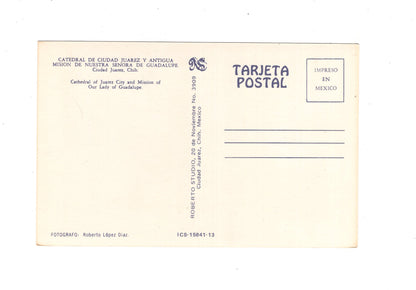 CATEDRAL DE CIUDAD JUAREZ Y ANTIGUA
MISION DE NUESTRA SEÑORA DE GUADALUPE
Ciudad Juarez, Chih.
Cathedral of Juarez City and Mission of
Our Lady of Guadalupe.
FOTOGRAFO: Roberto López Díaz.
ROBERTO STUDIO, 20 de Noviembre No. 3909
Ciudad Juárez, Chih. Mexico
ICS-15841-13
TARJETA
POSTAL
IMPRESO
EN
MEXICO